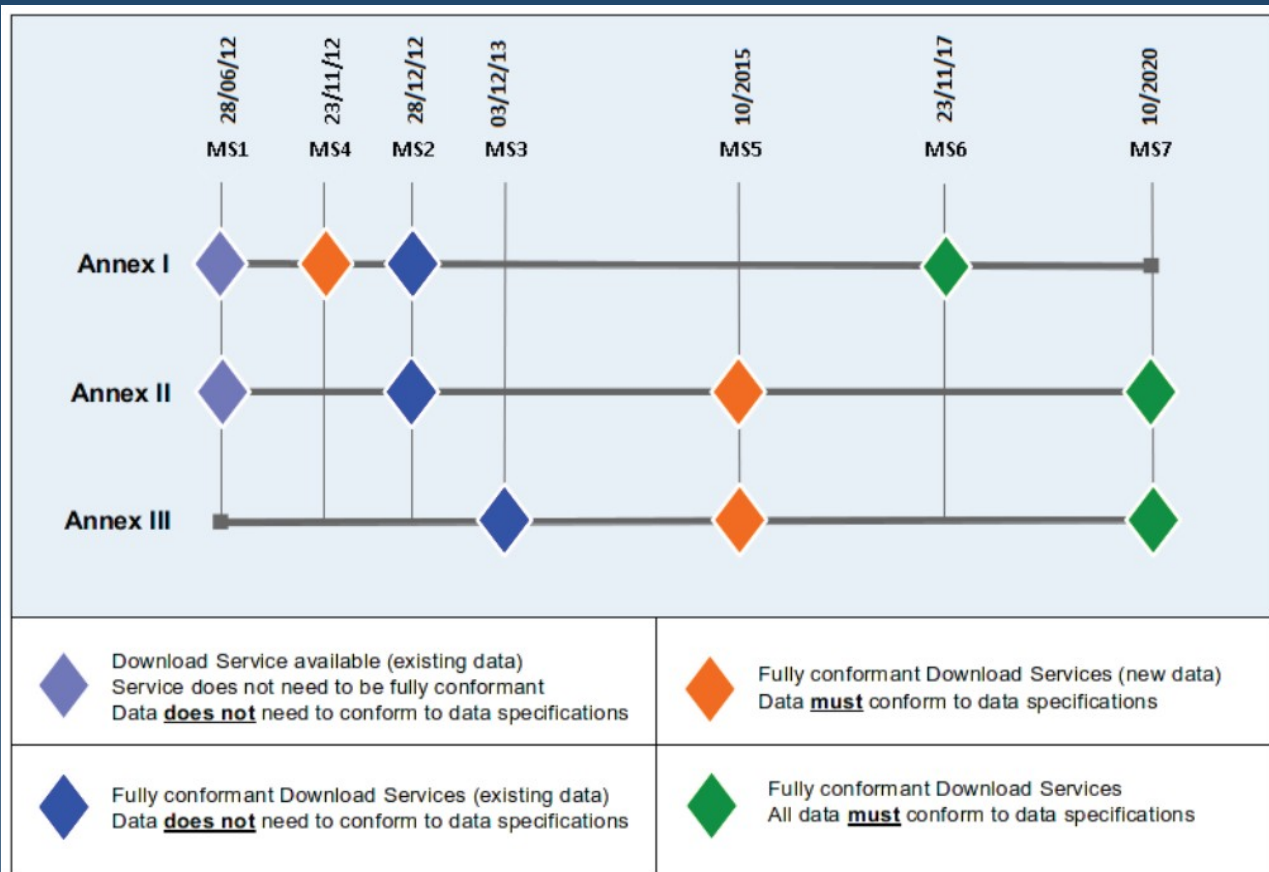 28/06/12
23/11/12
28/12/12
03/12/13
10/2015
23/11/17
10/2020
MS1
MS4
MS2
MS3
MS5
MS6
MS7
Annex I
Annex II
Annex III
Download Service available (existing data)
Service does not need to be fully conformant
Data does not need to conform to data specifications
Fully conformant Download Services (new data)
Data must conform to data specifications
Fully conformant Download Services (existing data)
Data does not need to conform to data specifications
Fully conformant Download Services
All data must conform to data specifications